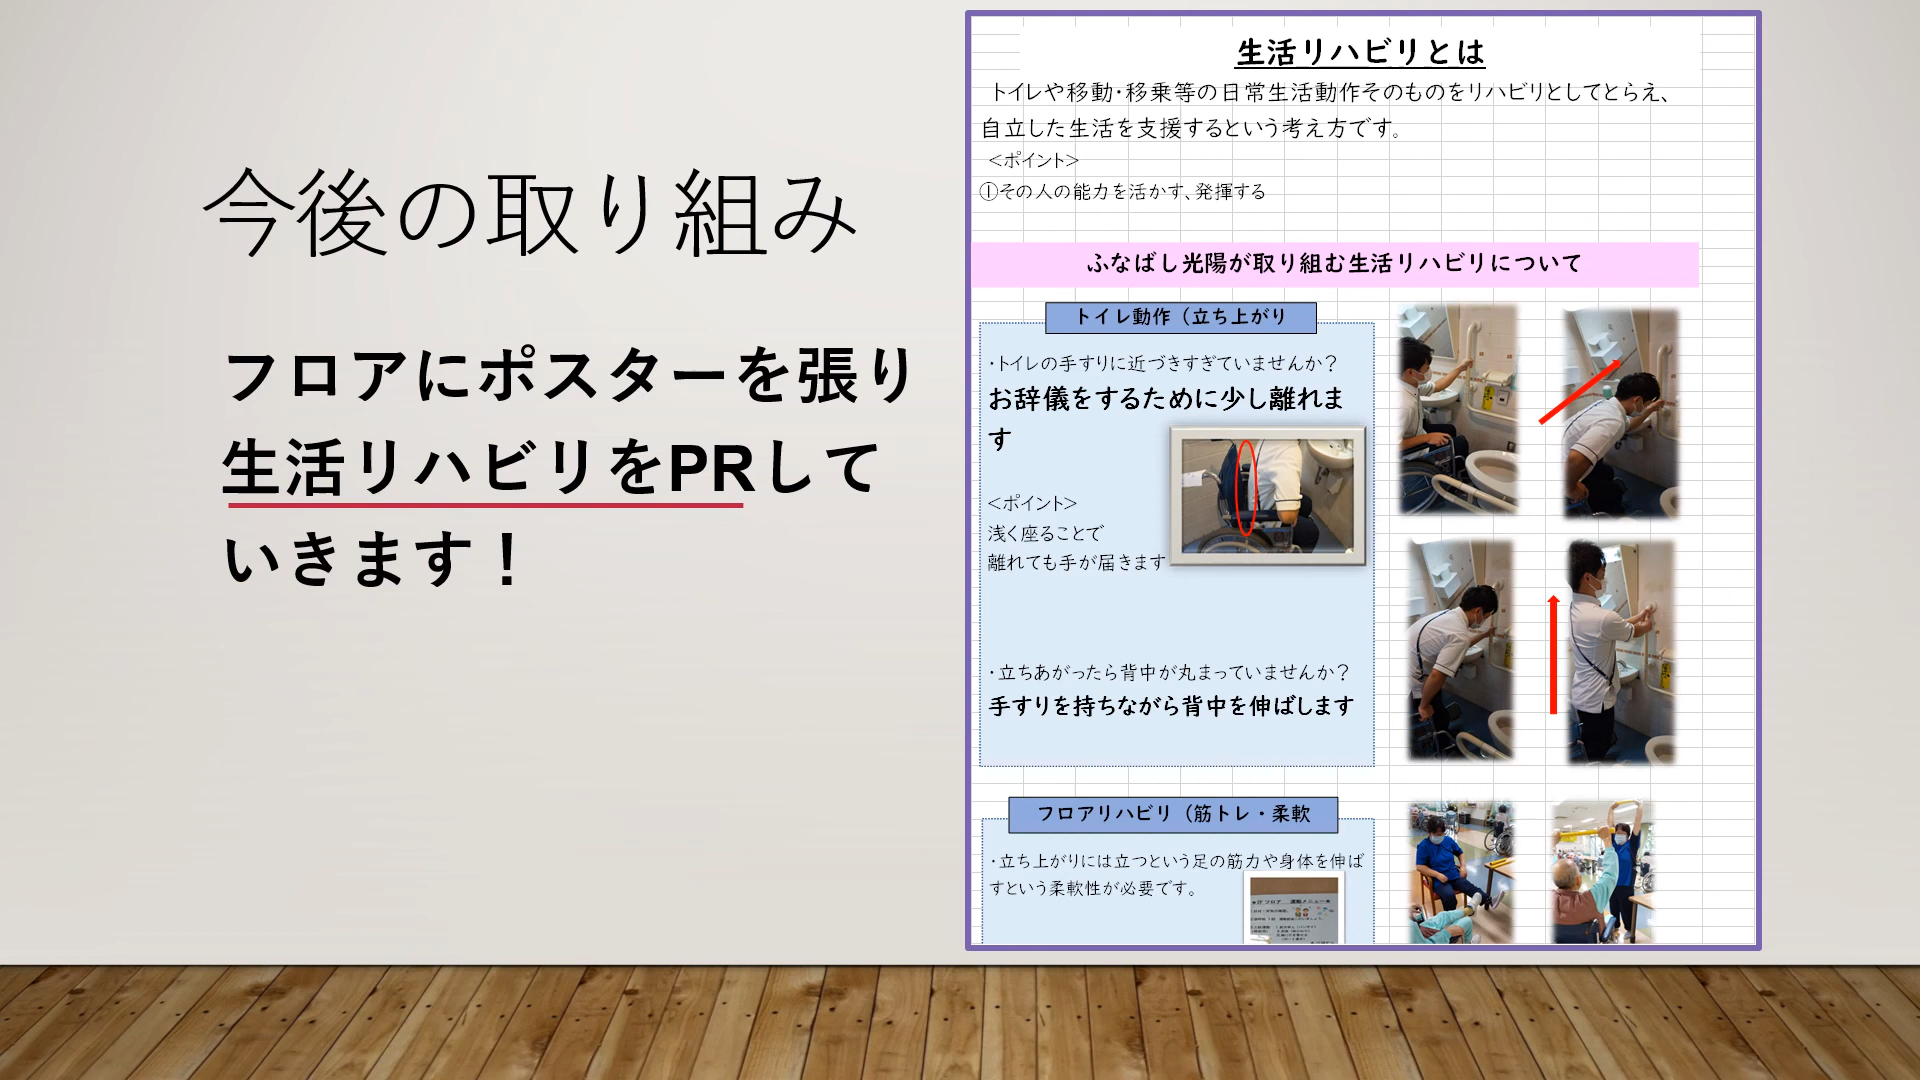 今後の取り組み
フロアにポスターを張り
生活リハビリをPRして
いきます！
生活リハビリとは
トイレや移動・移乗等の日常生活動作そのものをリハビリとしてとらえ、
自立した生活を支援するという考え方です。
＜ポイント＞
①その人の能力を活かす、発揮する
ふなばし光陽が取り組む生活リハビリについて
トイレ動作（立ち上がり
・トイレの手すりに近づきすぎていませんか？
お辞儀をするために少し離れま
す
＜ポイント＞
浅く座ることで
離れても手が届きます
・立ちあがったら背中が丸まっていませんか？
手すりを持ちながら背中を伸ばします
フロアリハビリ（筋トレ・柔軟
・立ち上がりには立つという足の筋力や身体を伸ば
すという柔軟性が必要です。
フロア 運動メニュー